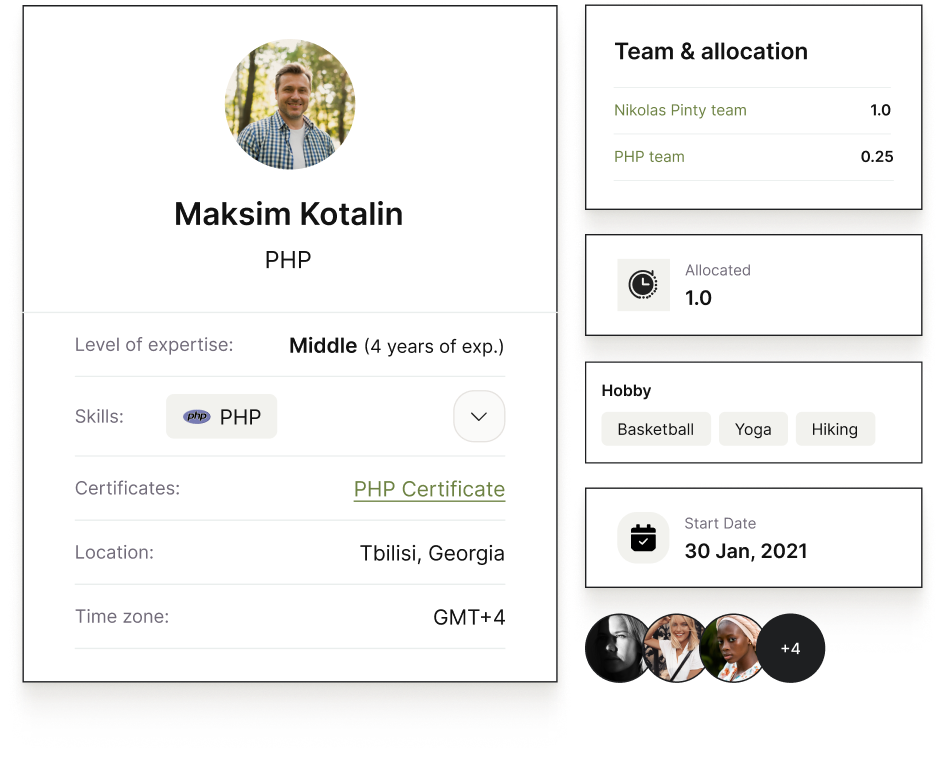 Maksim Kotalin
PHP
Level of expertise: Middle (4 years of exp.)
Skills: php PHP
Certificates: PHP Certificate
Location: Tbilisi, Georgia
Time zone: GMT+4
Team & allocation
Nikolas Pinty team 1.0
PHP team 0.25
Allocated
1.0
Hobby
Basketball Yoga Hiking
Start Date
30 Jan, 2021
+4